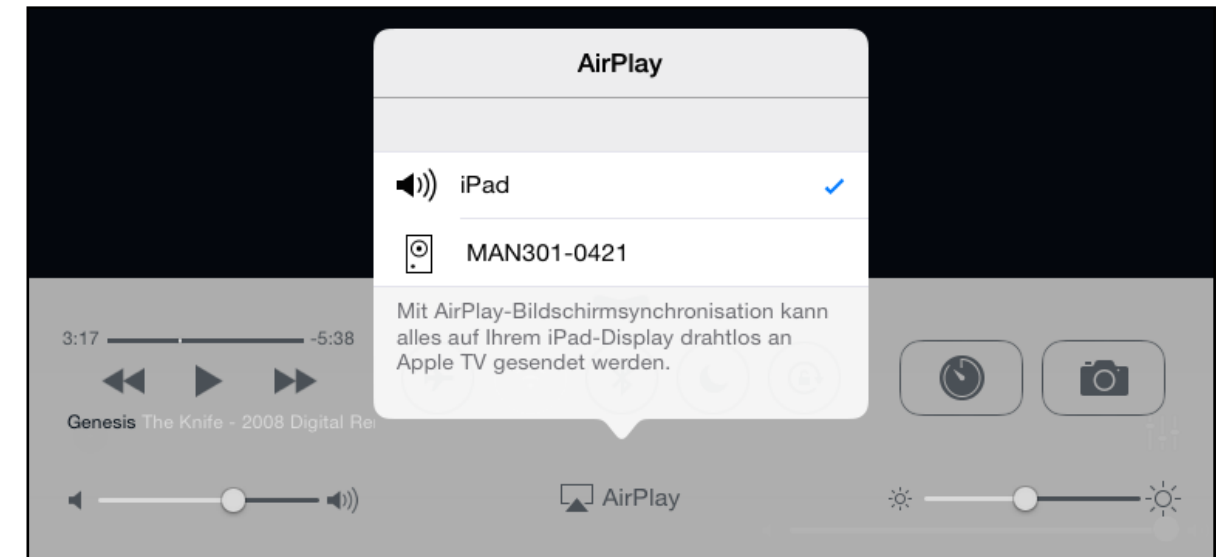 AirPlay
iPad
MAN301-0421
Mit AirPlay-Bildschirmsynchronisation kann
alles auf Ihrem iPad-Display drahtlos an
Apple TV gesendet werden.
3:17 -5:38
Genesis The Knife - 2008 Digital Re
AirPlay